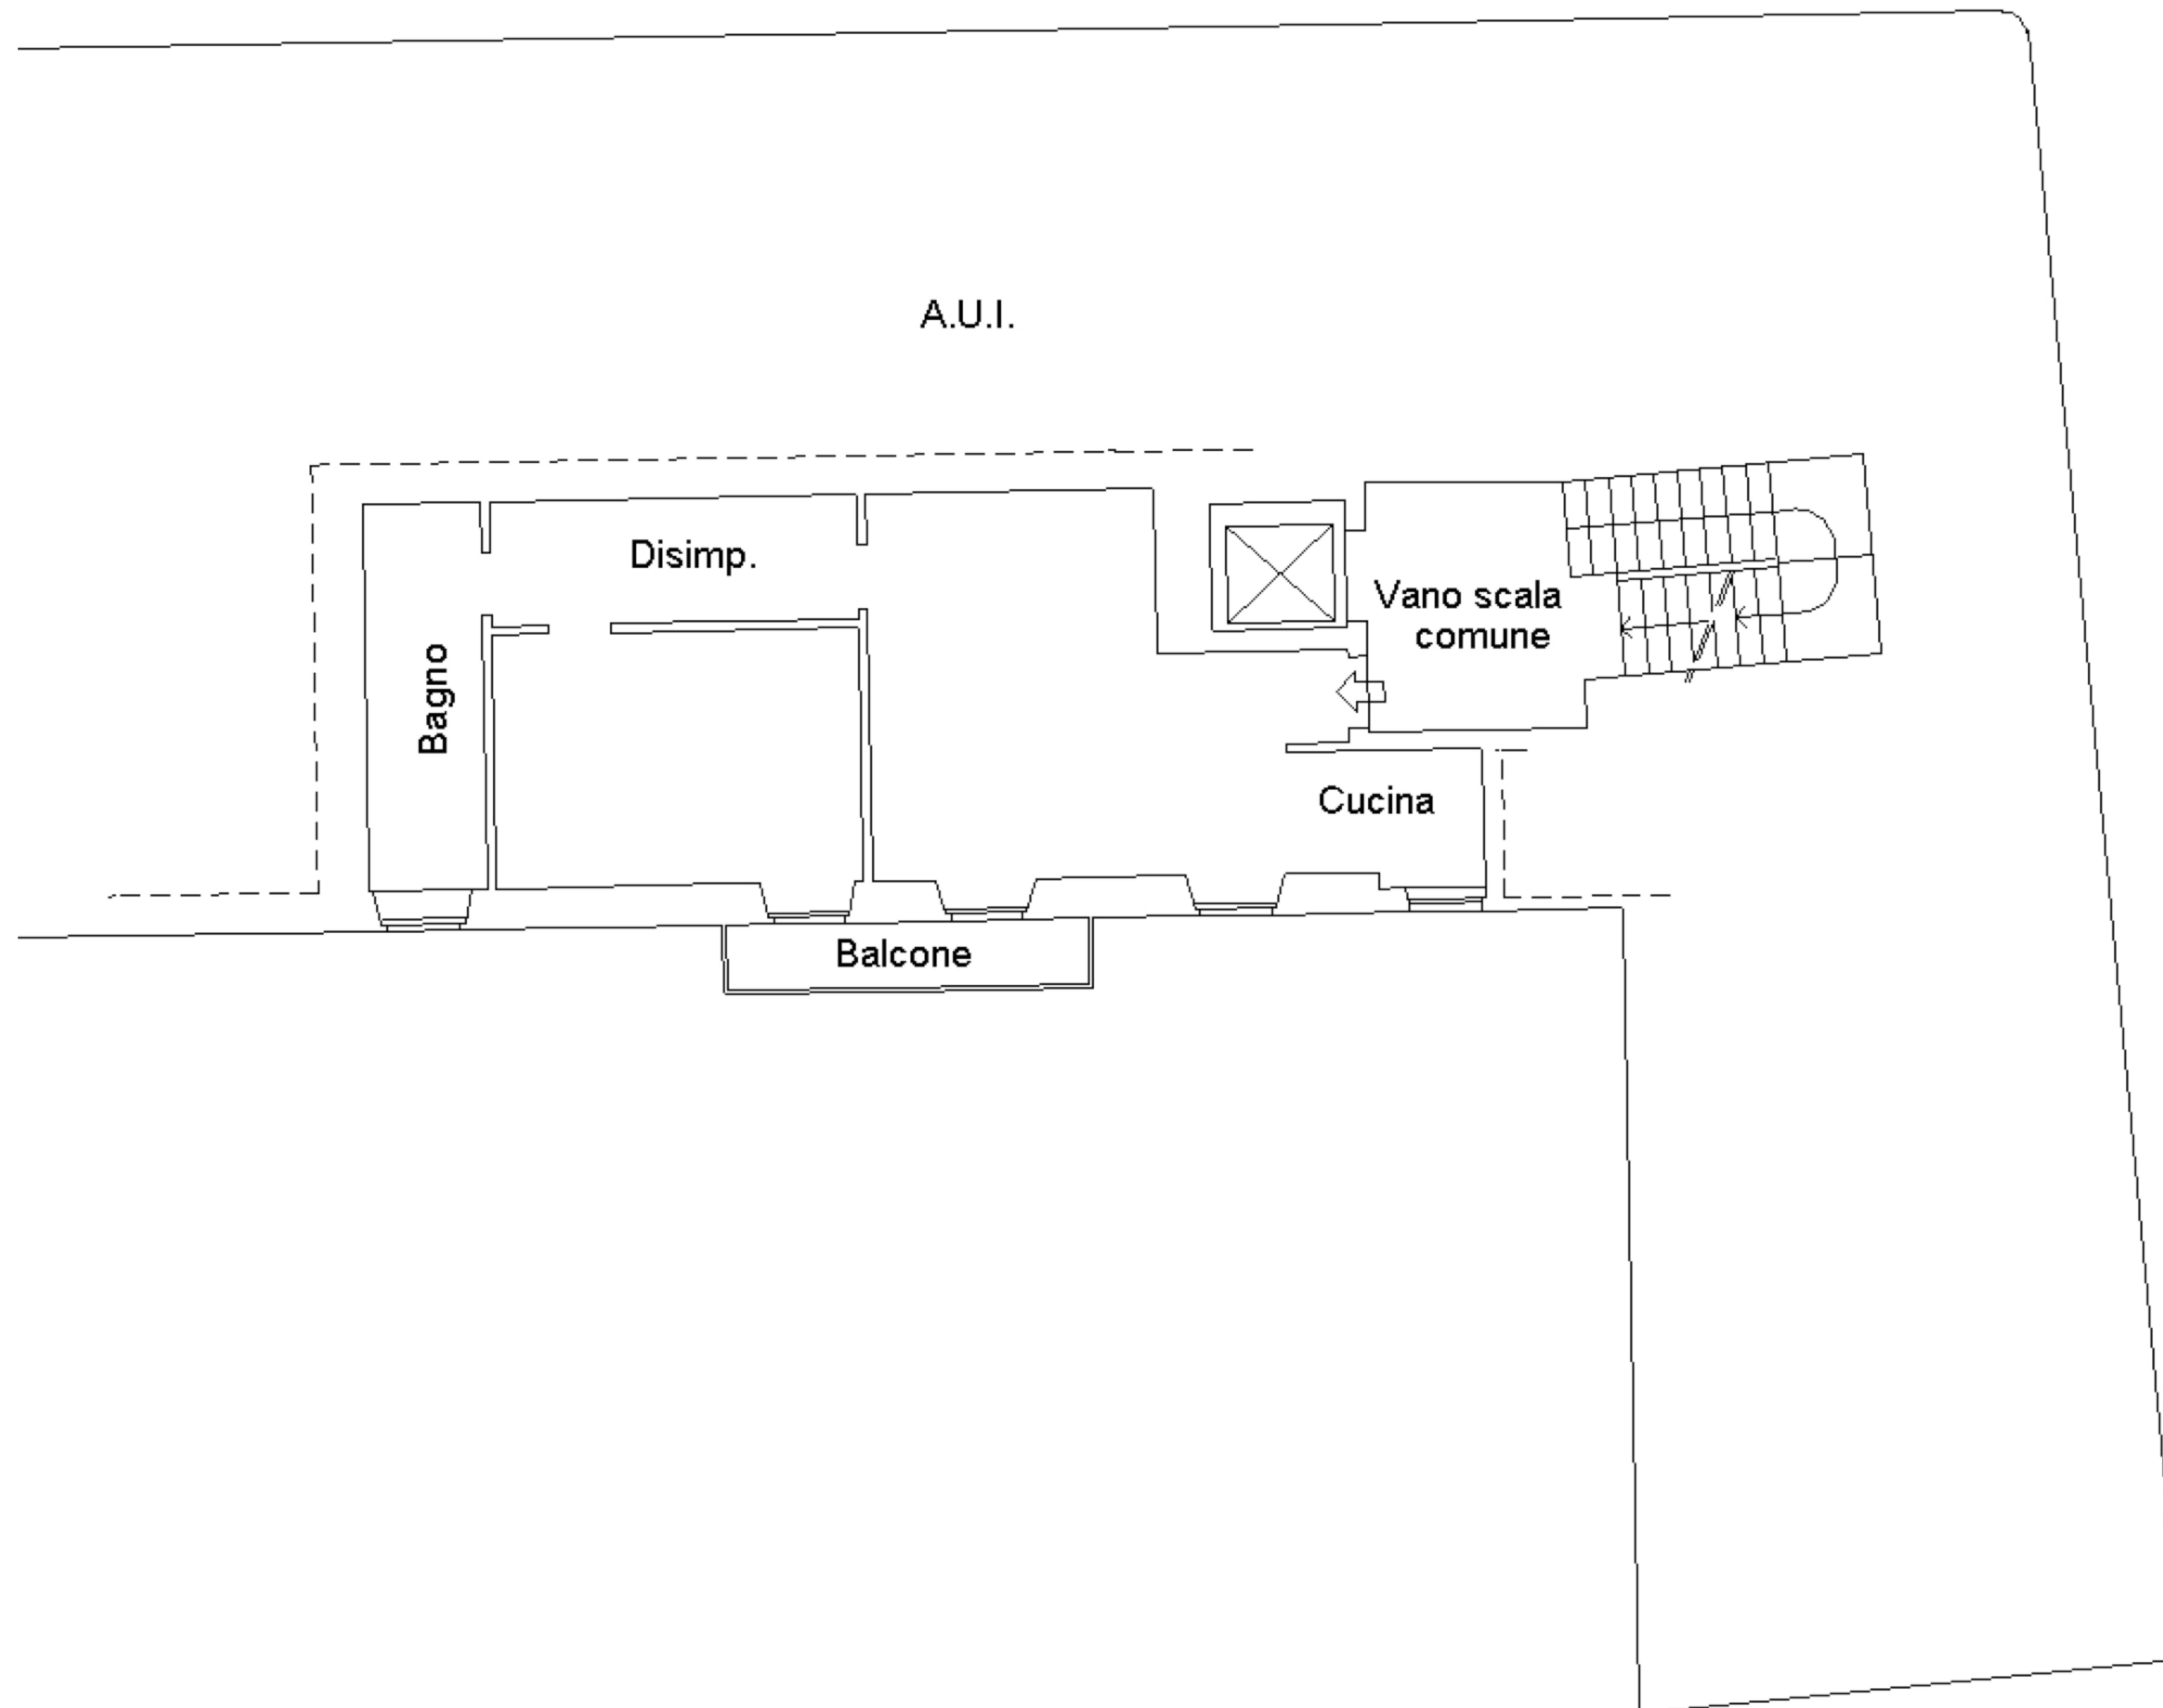 A.U.I.
Disimp.
Vano scala
comune
Bagno
Cucina
Balcone